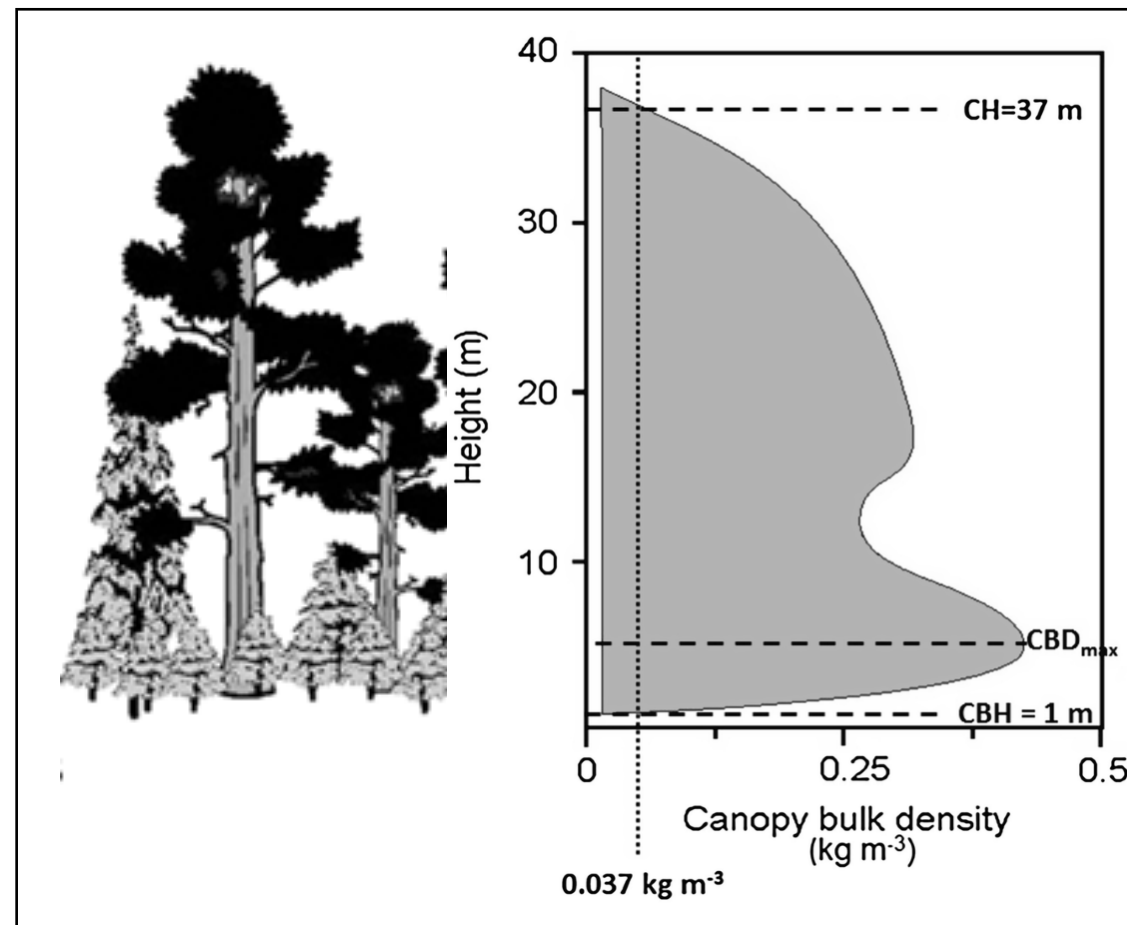 40
CH=37 m
30
20
Height (m)
10
CBDmax
CBH = 1 m
0
0.25
0.5
Canopy bulk density
(kg m-3)
0.037 kg m-3